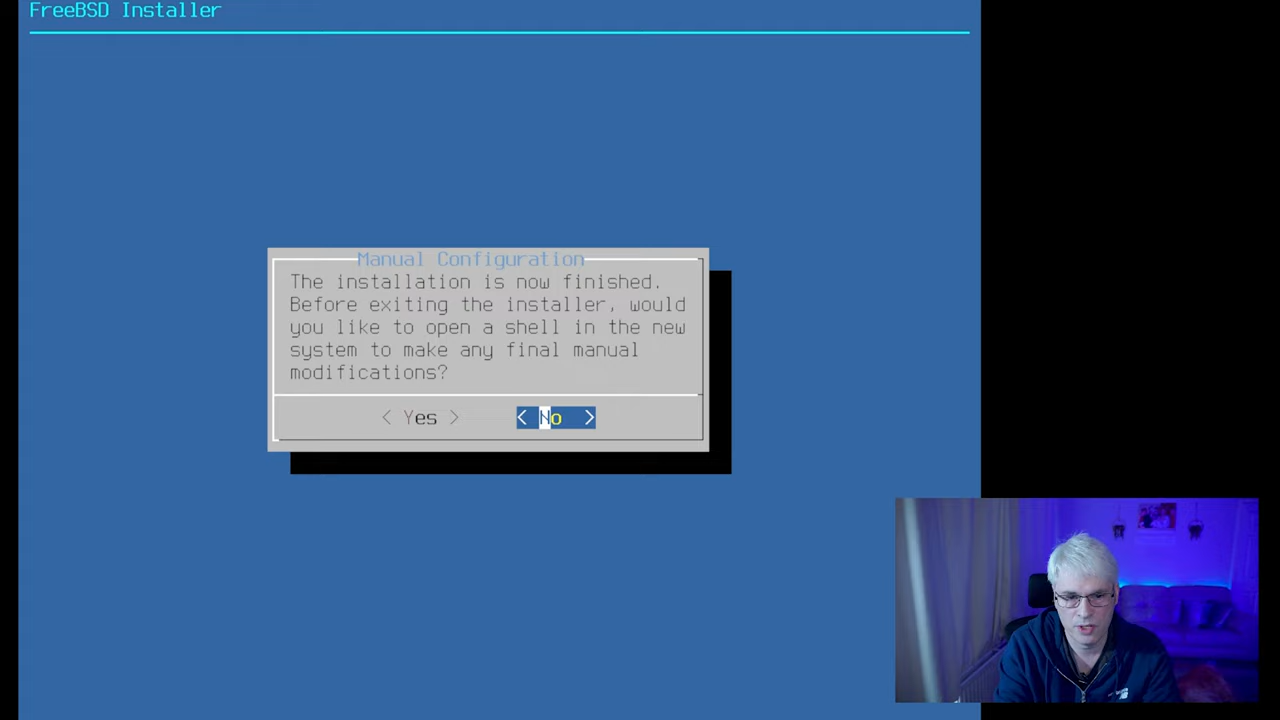 FreeBSD Installer
Manual Configuration
The installation is now finished.
Before exiting the installer, would
you like to open a shell in the new
system to make any final manual
modifications?
< Yes > < No >